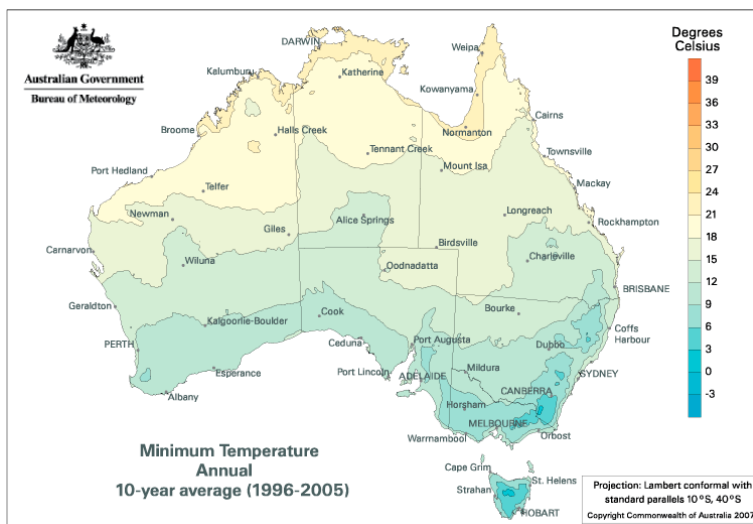 Australian Government
Bureau of Meteorology
Degrees
Celsius
39
36
33
30
27
24
21
18
15
12
9
6
3
0
-3
DARWIN
Weipa
Kalumburu
Katherine
Kowanyama
Cairns
Broome
Halls Creek
Normanton
Tennant Creek
Townsville
Mount Isa
Port Hedland
Telfer
Mackay
Newman
Alice Springs
Longreach
Rockhampton
Giles
Birdsville
Carnarvon
Wiluna
Oodnadatta
Charleville
BRISBANE
Geraldton
Cook
Bourke
Kalgoorlie-Boulder
Coffs
Harbour
PERTH
Ceduna
Port Augusta
Dubbo
Esperance
Port Lincoln
ADELAIDE
Mildura
SYDNEY
Albany
CANBERRA
Horsham
MELBOURNE
Warrnambool
Orbost
Minimum Temperature
Annual
10-year average (1996-2005)
Cape Grim
St. Helens
Strahan
HOBART
Projection: Lambert conformal with
standard parallels 10°S, 40°S
Copyright Commonwealth of Australia 2007